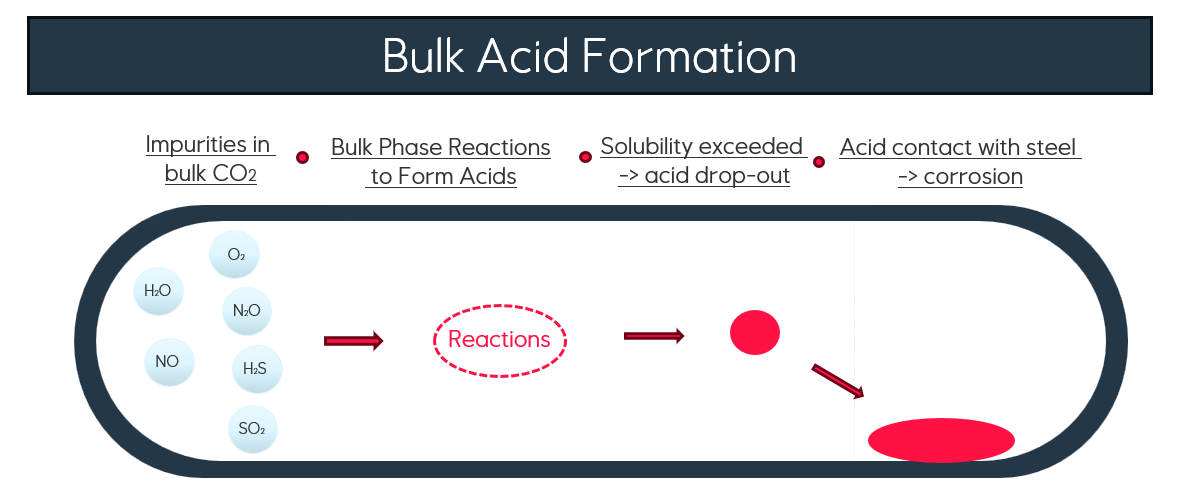 Bulk Acid Formation
Impurities in
bulk CO₂
Bulk Phase Reactions
to Form Acids
Solubility exceeded
-> acid drop-out
Acid contact with steel
-> corrosion
O₂
H₂O
N₂O
NO
H₂S
SO₂
Reactions